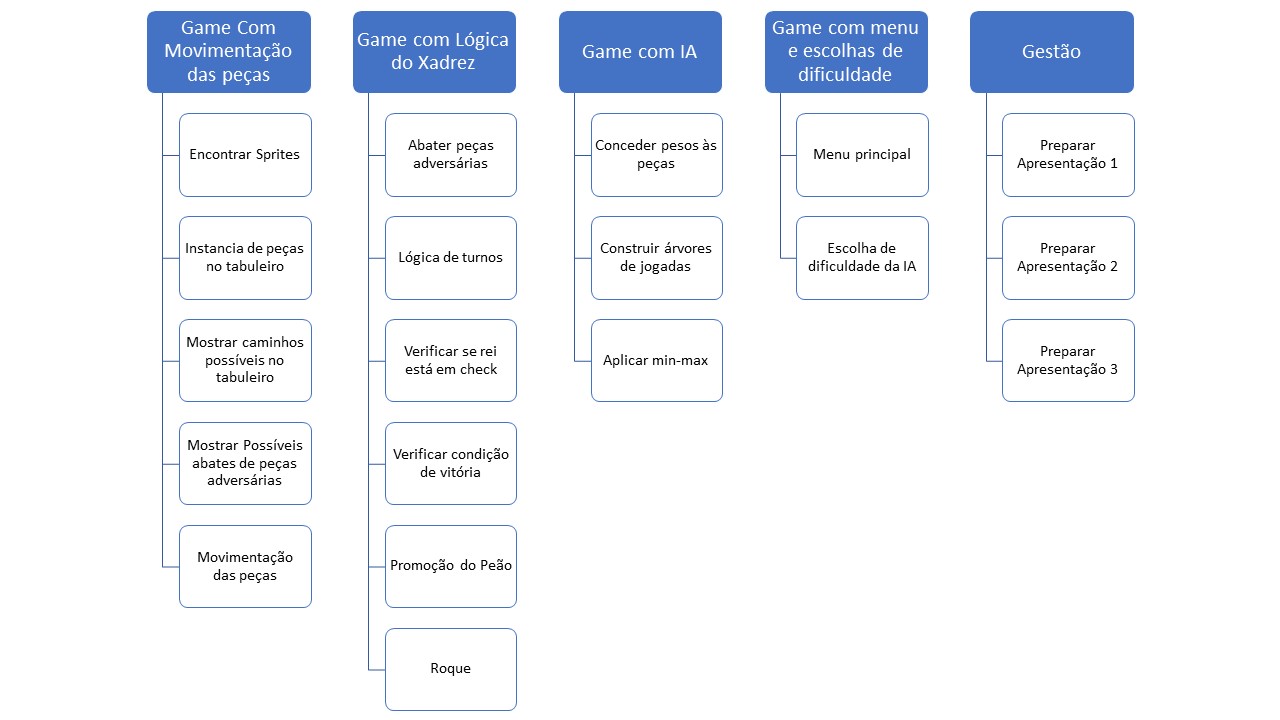 Game Com
Movimentação
das peças
Encontrar Sprites
Instancia de peças
no tabuleiro
Mostrar caminhos
possíveis no
tabuleiro
Mostrar Possíveis
abates de peças
adversárias
Movimentação
das peças
Game com Lógica
do Xadrez
Abater peças
adversárias
Lógica de turnos
Verificar se rei
está em check
Verificar condição
de vitória
Promoção do Peão
Roque
Game com IA
Conceder pesos às
peças
Construir árvores
de jogadas
Aplicar min-max
Game com menu
e escolhas de
dificuldade
Menu principal
Escolha de
dificuldade da IA
Gestão
Preparar
Apresentação 1
Preparar
Apresentação 2
Preparar
Apresentação 3